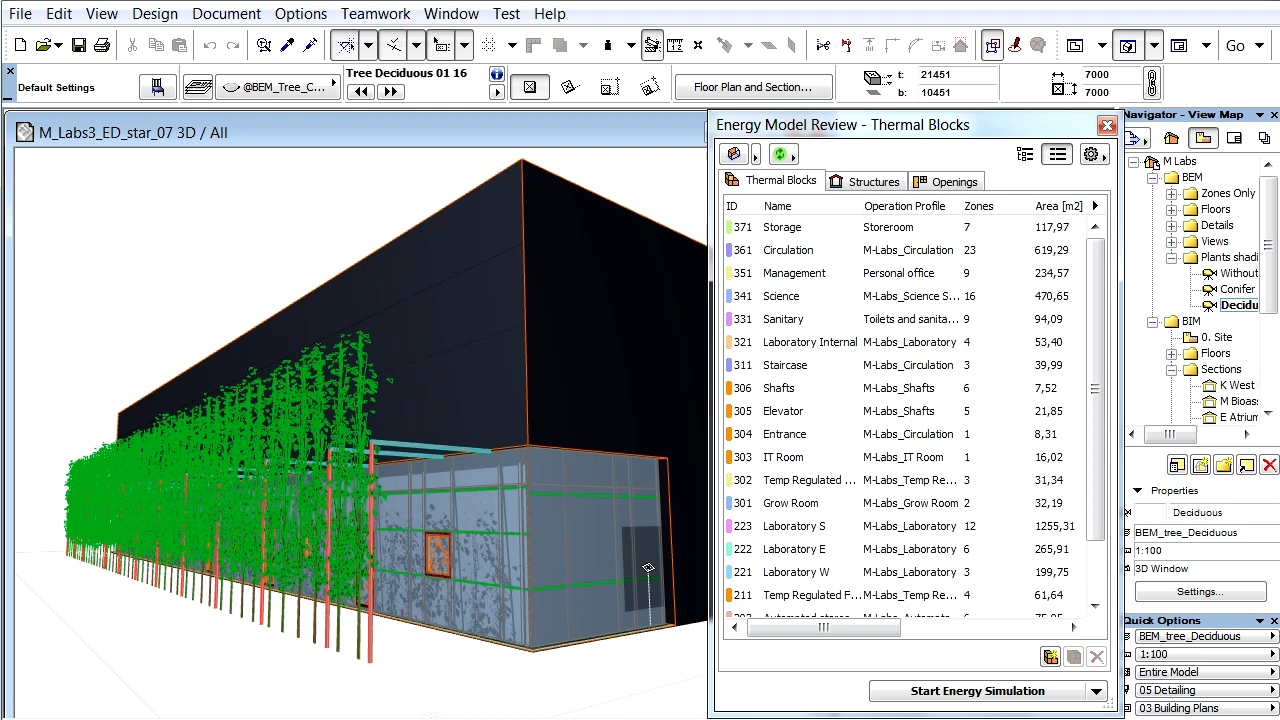 File Edit View Design Document Options Teamwork Window Test Help
Go
Default Settings
@BEM_Tree_C...
Tree Deciduous 01 16
Floor Plan and Section...
t: 21451
b: 10451
7000
7000
M_Labs3_ED_star_07 3D / All
Energy Model Review - Thermal Blocks
Thermal Blocks Structures Openings
ID Name Operation Profile Zones Area [m2]
371 Storage Storeroom 7 117,97
361 Circulation M-Labs_Circulation 23 619,29
351 Management Personal office 9 234,57
341 Science M-Labs_Science S... 16 470,65
331 Sanitary Toilets and sanita... 9 94,09
321 Laboratory Internal M-Labs_Laboratory 4 53,40
311 Staircase M-Labs_Circulation 3 39,99
306 Shafts M-Labs_Shafts 6 7,52
305 Elevator M-Labs_Shafts 5 21,85
304 Entrance M-Labs_Circulation 1 8,31
303 IT Room M-Labs_IT Room 1 16,02
302 Temp Regulated ... M-Labs_Temp Re... 3 31,34
301 Grow Room M-Labs_Grow Room 2 32,19
223 Laboratory S M-Labs_Laboratory 12 1255,31
222 Laboratory E M-Labs_Laboratory 6 265,91
221 Laboratory W M-Labs_Laboratory 3 199,75
211 Temp Regulated F... M-Labs_Temp Re... 4 61,64
Start Energy Simulation
Navigator - View Map
M Labs
BEM
Zones Only
Floors
Details
Views
Plants shadi
Without
Conifer
Decidu
BIM
0. Site
Floors
Sections
K West
M Bioas
E Atrium
Properties
Deciduous
BEM_tree_Deciduous
1:100
3D Window
Settings...
Quick Options
BEM_tree_Deciduous
1:100
Entire Model
05 Detailing
03 Building Plans